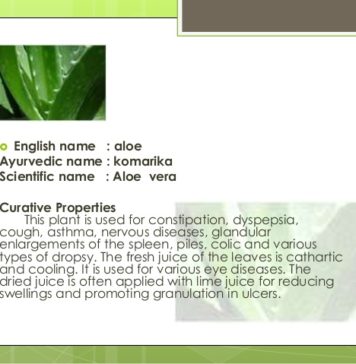 English name : aloe
Ayurvedic name : komarika
Scientific name : Aloe vera
Curative Properties
This plant is used for constipation, dyspepsia,
cough, asthma, nervous diseases, glandular
enlargements of the spleen, piles, colic and various
types of dropsy. The fresh juice of the leaves is cathartic
and cooling. It is used for various eye diseases. The
dried juice is often applied with lime juice for reducing
swellings and promoting granulation in ulcers.